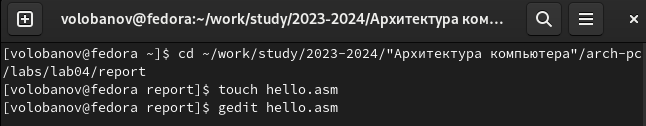 volobanov@fedora:~/work/study/2023-2024/Архитектура ком...
[volobanov@fedora ~]$ cd ~/work/study/2023-2024/"Архитектура компьютера"/arch-pc
/labs/lab04/report
[volobanov@fedora report]$ touch hello.asm
[volobanov@fedora report]$ gedit hello.asm